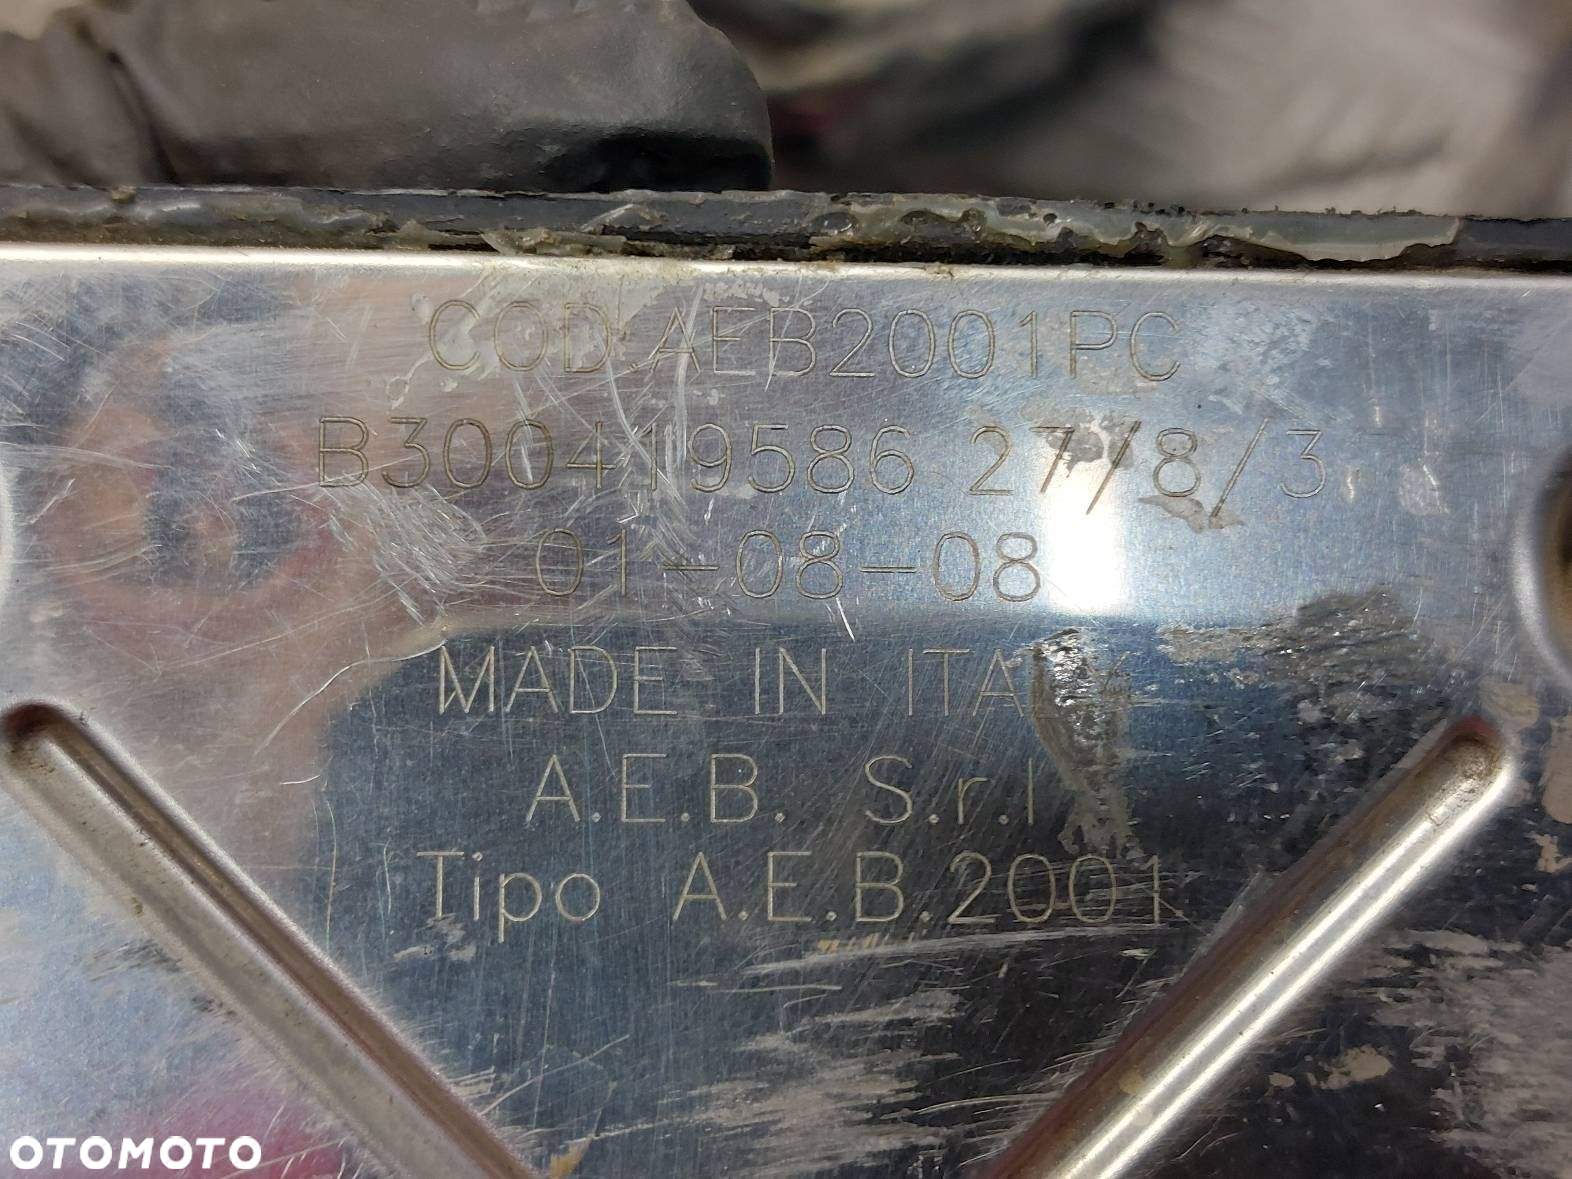 COD.AEB2001PC
B300419586 27/8/3
01-08-08
MADE IN ITALY
A.E.B. S.r.l
Tipo A.E.B.2001
OTOMOTO